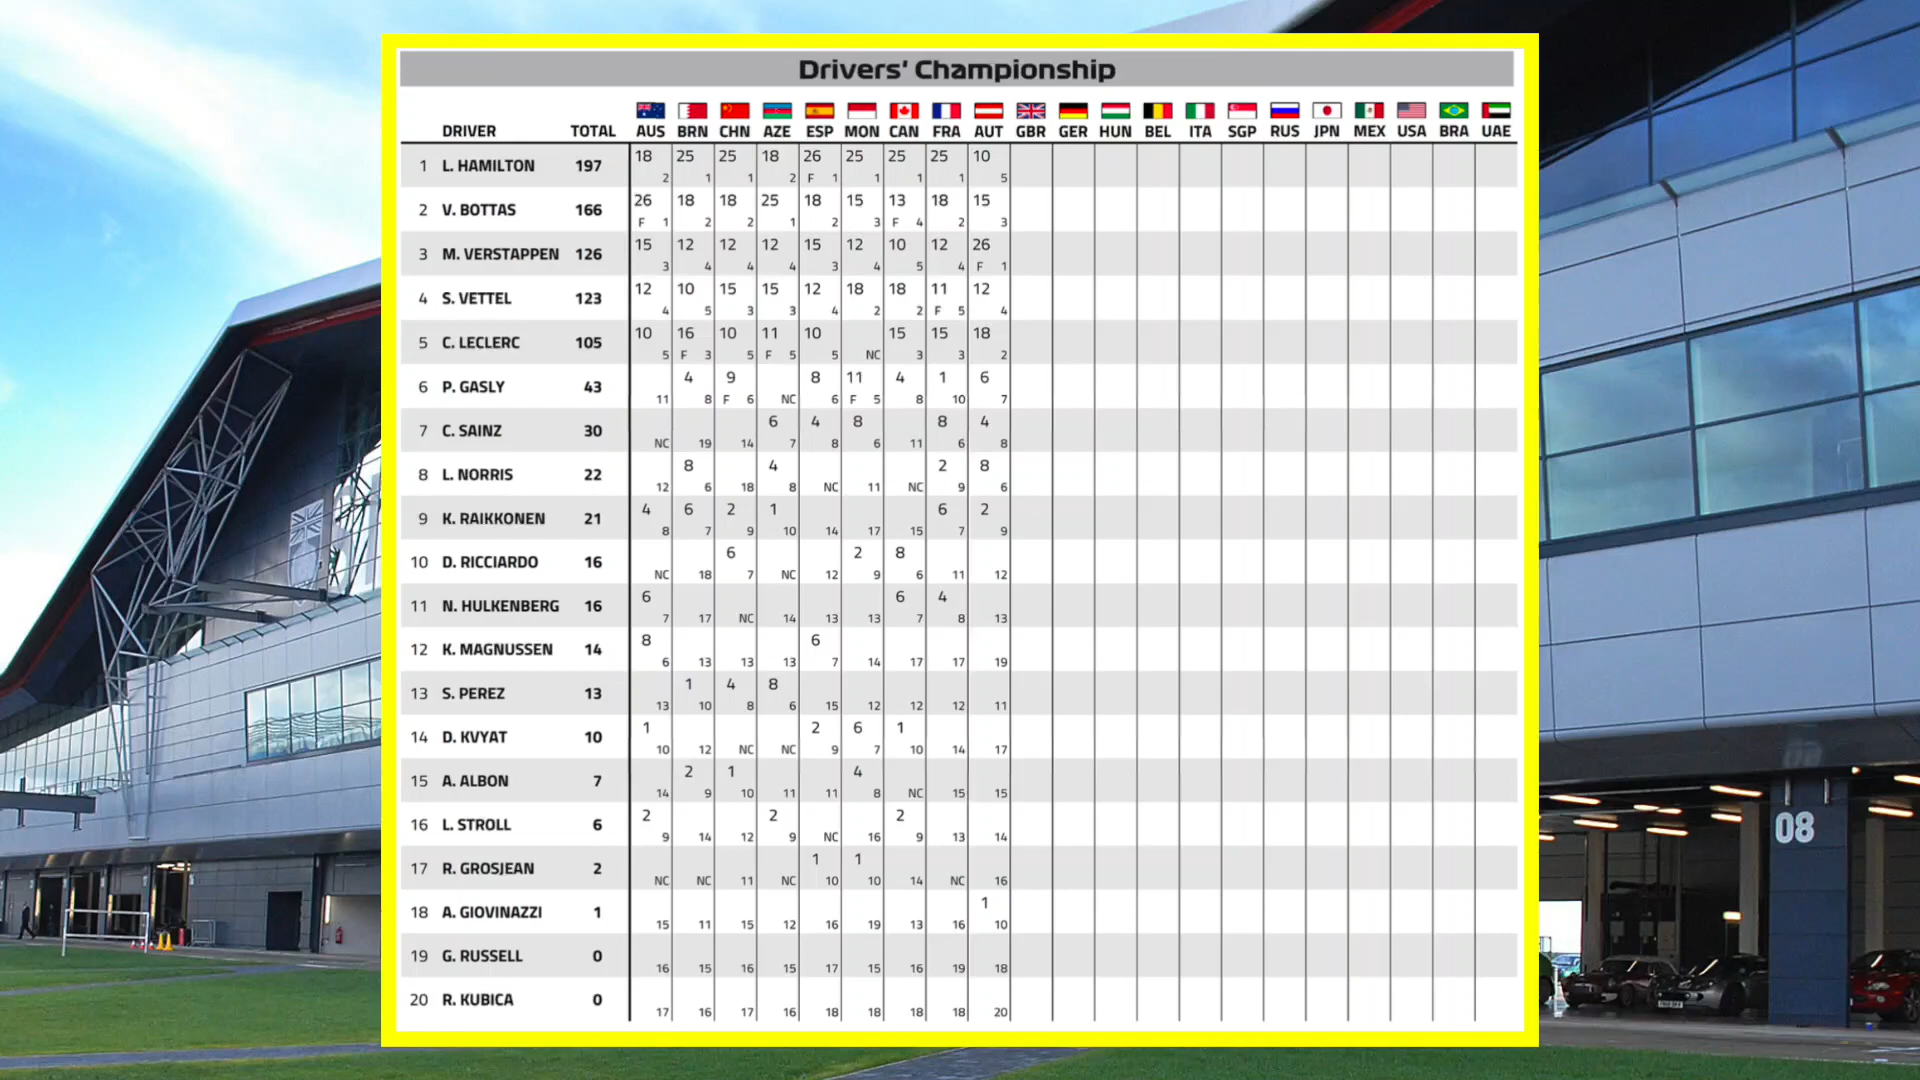 Drivers' Championship
DRIVER TOTAL AUS BRN CHN AZE ESP MON CAN FRA AUT GBR GER HUN BEL ITA SGP RUS JPN MEX USA BRA UAE
1 L. HAMILTON 197 18 2 25 1 25 1 18 2 26 F 1 25 1 25 1 25 1 10 5
2 V. BOTTAS 166 26 F 1 18 2 18 2 25 1 18 2 15 3 13 F 4 18 2 15 3
3 M. VERSTAPPEN 126 15 3 12 4 12 4 12 4 15 3 12 4 10 5 12 4 26 F 1
4 S. VETTEL 123 12 4 10 5 15 3 15 3 12 4 18 2 18 2 11 F 5 12 4
5 C. LECLERC 105 10 5 16 F 3 10 5 11 F 5 10 5 NC 15 3 15 3 18 2
6 P. GASLY 43 11 4 8 9 F 6 NC 8 6 11 F 5 4 8 1 10 6 7
7 C. SAINZ 30 NC 19 14 6 7 4 8 8 6 11 8 6 4 8
8 L. NORRIS 22 12 8 6 18 4 8 NC 11 NC 2 9 8 6
9 K. RAIKKONEN 21 4 8 6 7 2 9 1 10 14 17 15 6 7 2 9
10 D. RICCIARDO 16 NC 18 6 7 NC 12 2 9 8 6 11 12
11 N. HULKENBERG 16 6 7 17 NC 14 13 13 6 7 4 8 13
12 K. MAGNUSSEN 14 8 6 13 13 13 6 7 14 17 17 19
13 S. PEREZ 13 13 1 10 4 8 8 6 15 12 12 12 11
14 D. KVYAT 10 1 10 12 NC NC 2 9 6 7 1 10 14 17
15 A. ALBON 7 14 2 9 1 10 11 11 4 8 NC 15 15
16 L. STROLL 6 2 9 14 12 2 9 NC 16 2 9 13 14
17 R. GROSJEAN 2 NC NC 11 NC 1 10 1 10 14 NC 16
18 A. GIOVINAZZI 1 15 11 15 12 16 19 13 16 1 10
19 G. RUSSELL 0 16 15 16 15 17 15 16 19 18
20 R. KUBICA 0 17 16 17 16 18 18 18 18 20
08